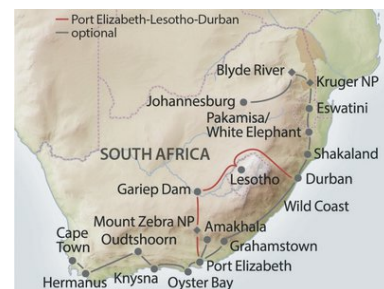 Port Elizabeth-Lesotho-Durban
optional
Blyde River
Kruger NP
Johannesburg
Eswatini
Pakamisa/
White Elephant
SOUTH AFRICA
Shakaland
Lesotho
Durban
Gariep Dam
Wild Coast
Mount Zebra NP
Amakhala
Cape
Town
Oudtshoorn
Grahamstown
Port Elizabeth
Hermanus
Knysna
Oyster Bay